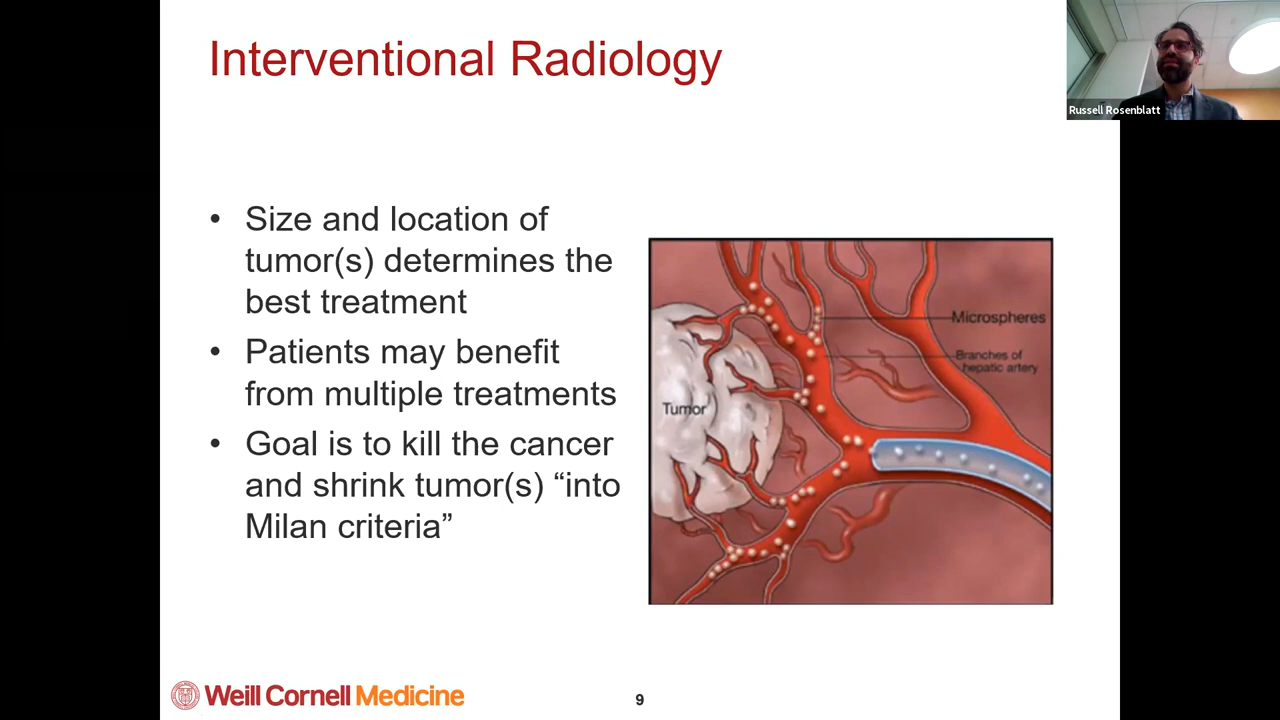 Interventional Radiology
Russell Rosenblatt
• Size and location of
tumor(s) determines the
best treatment
• Patients may benefit
from multiple treatments
• Goal is to kill the cancer
and shrink tumor(s) “into
Milan criteria”
Microspheres
Branches of
hepatic artery
Tumor
Weill Cornell Medicine
9